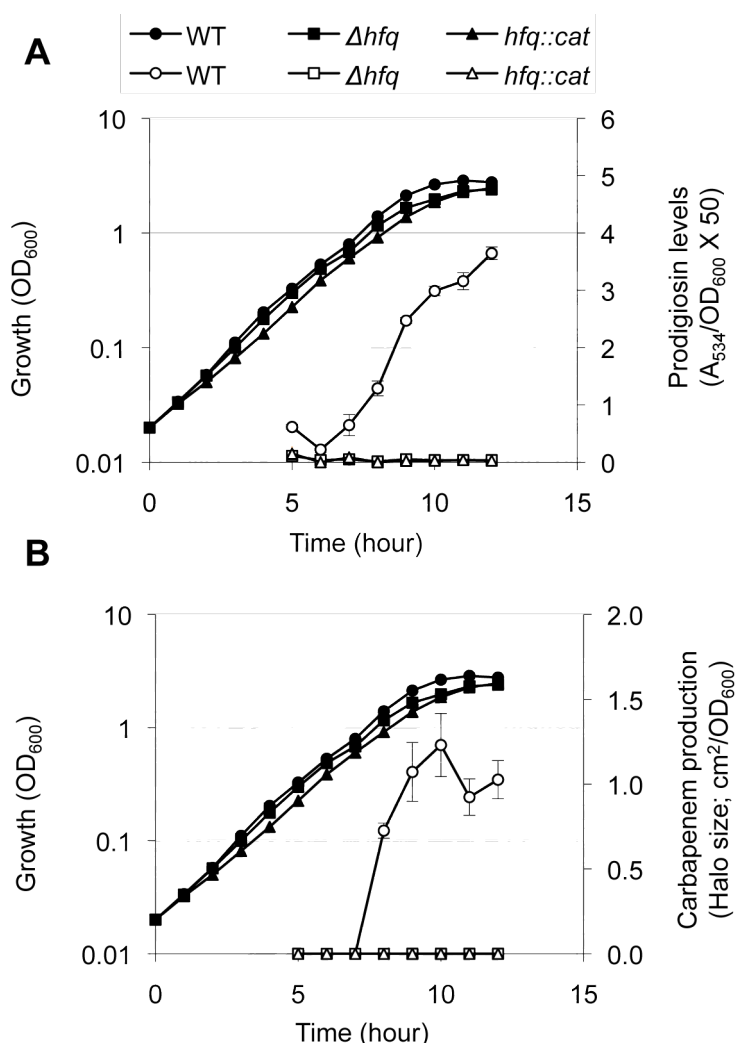 A
WT Δhfq hfq::cat
WT Δhfq hfq::cat
10
1
0.1
0.01
Growth (OD600)
6
5
4
3
2
1
0
Prodigiosin levels
(A534/OD600 X 50)
0 5 10 15
Time (hour)
B
10
1
0.1
0.01
Growth (OD600)
2.0
1.5
1.0
0.5
0.0
Carbapenem production
(Halo size; cm²/OD600)
0 5 10 15
Time (hour)